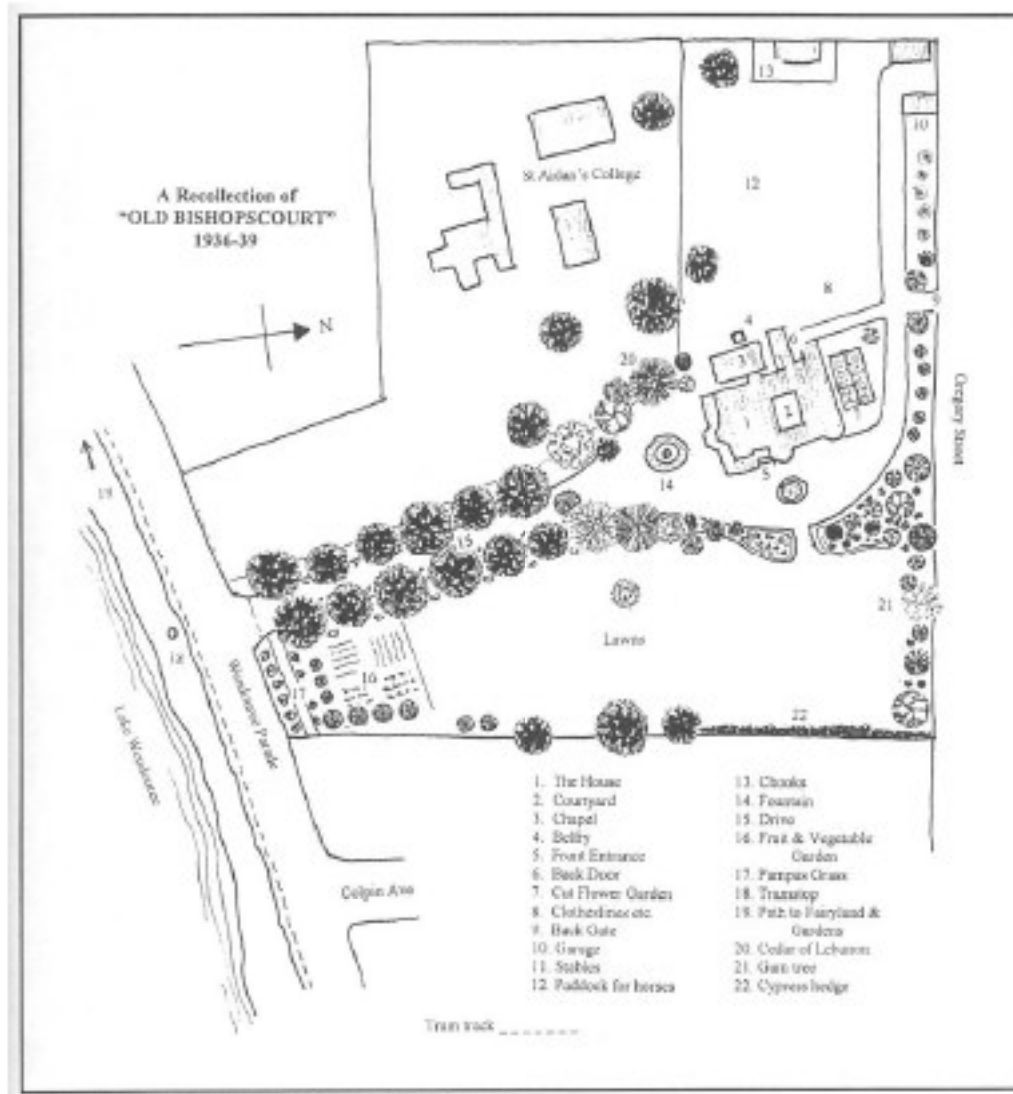 A Recollection of
"OLD BISHOPSCOURT"
1936-39
N
St Aidan's College
13
10
12
8
9
4
3
6
2
1
5
20
14
15
Gregory Street
19
18
Wendouree Parade
Lake Wendouree
17
16
Lawns
21
22
Gelpin Ave
1. The House
2. Courtyard
3. Chapel
4. Belfry
5. Front Entrance
6. Back Door
7. Cut Flower Garden
8. Clotheslines etc.
9. Back Gate
10. Garage
11. Stables
12. Paddock for horses
13. Chooks
14. Fountain
15. Drive
16. Fruit & Vegetable
Garden
17. Pampas Grass
18. Tramstop
19. Path to Fairyland &
Gardens
20. Cedar of Lebanon
21. Gum tree
22. Cypress hedge
Tram track